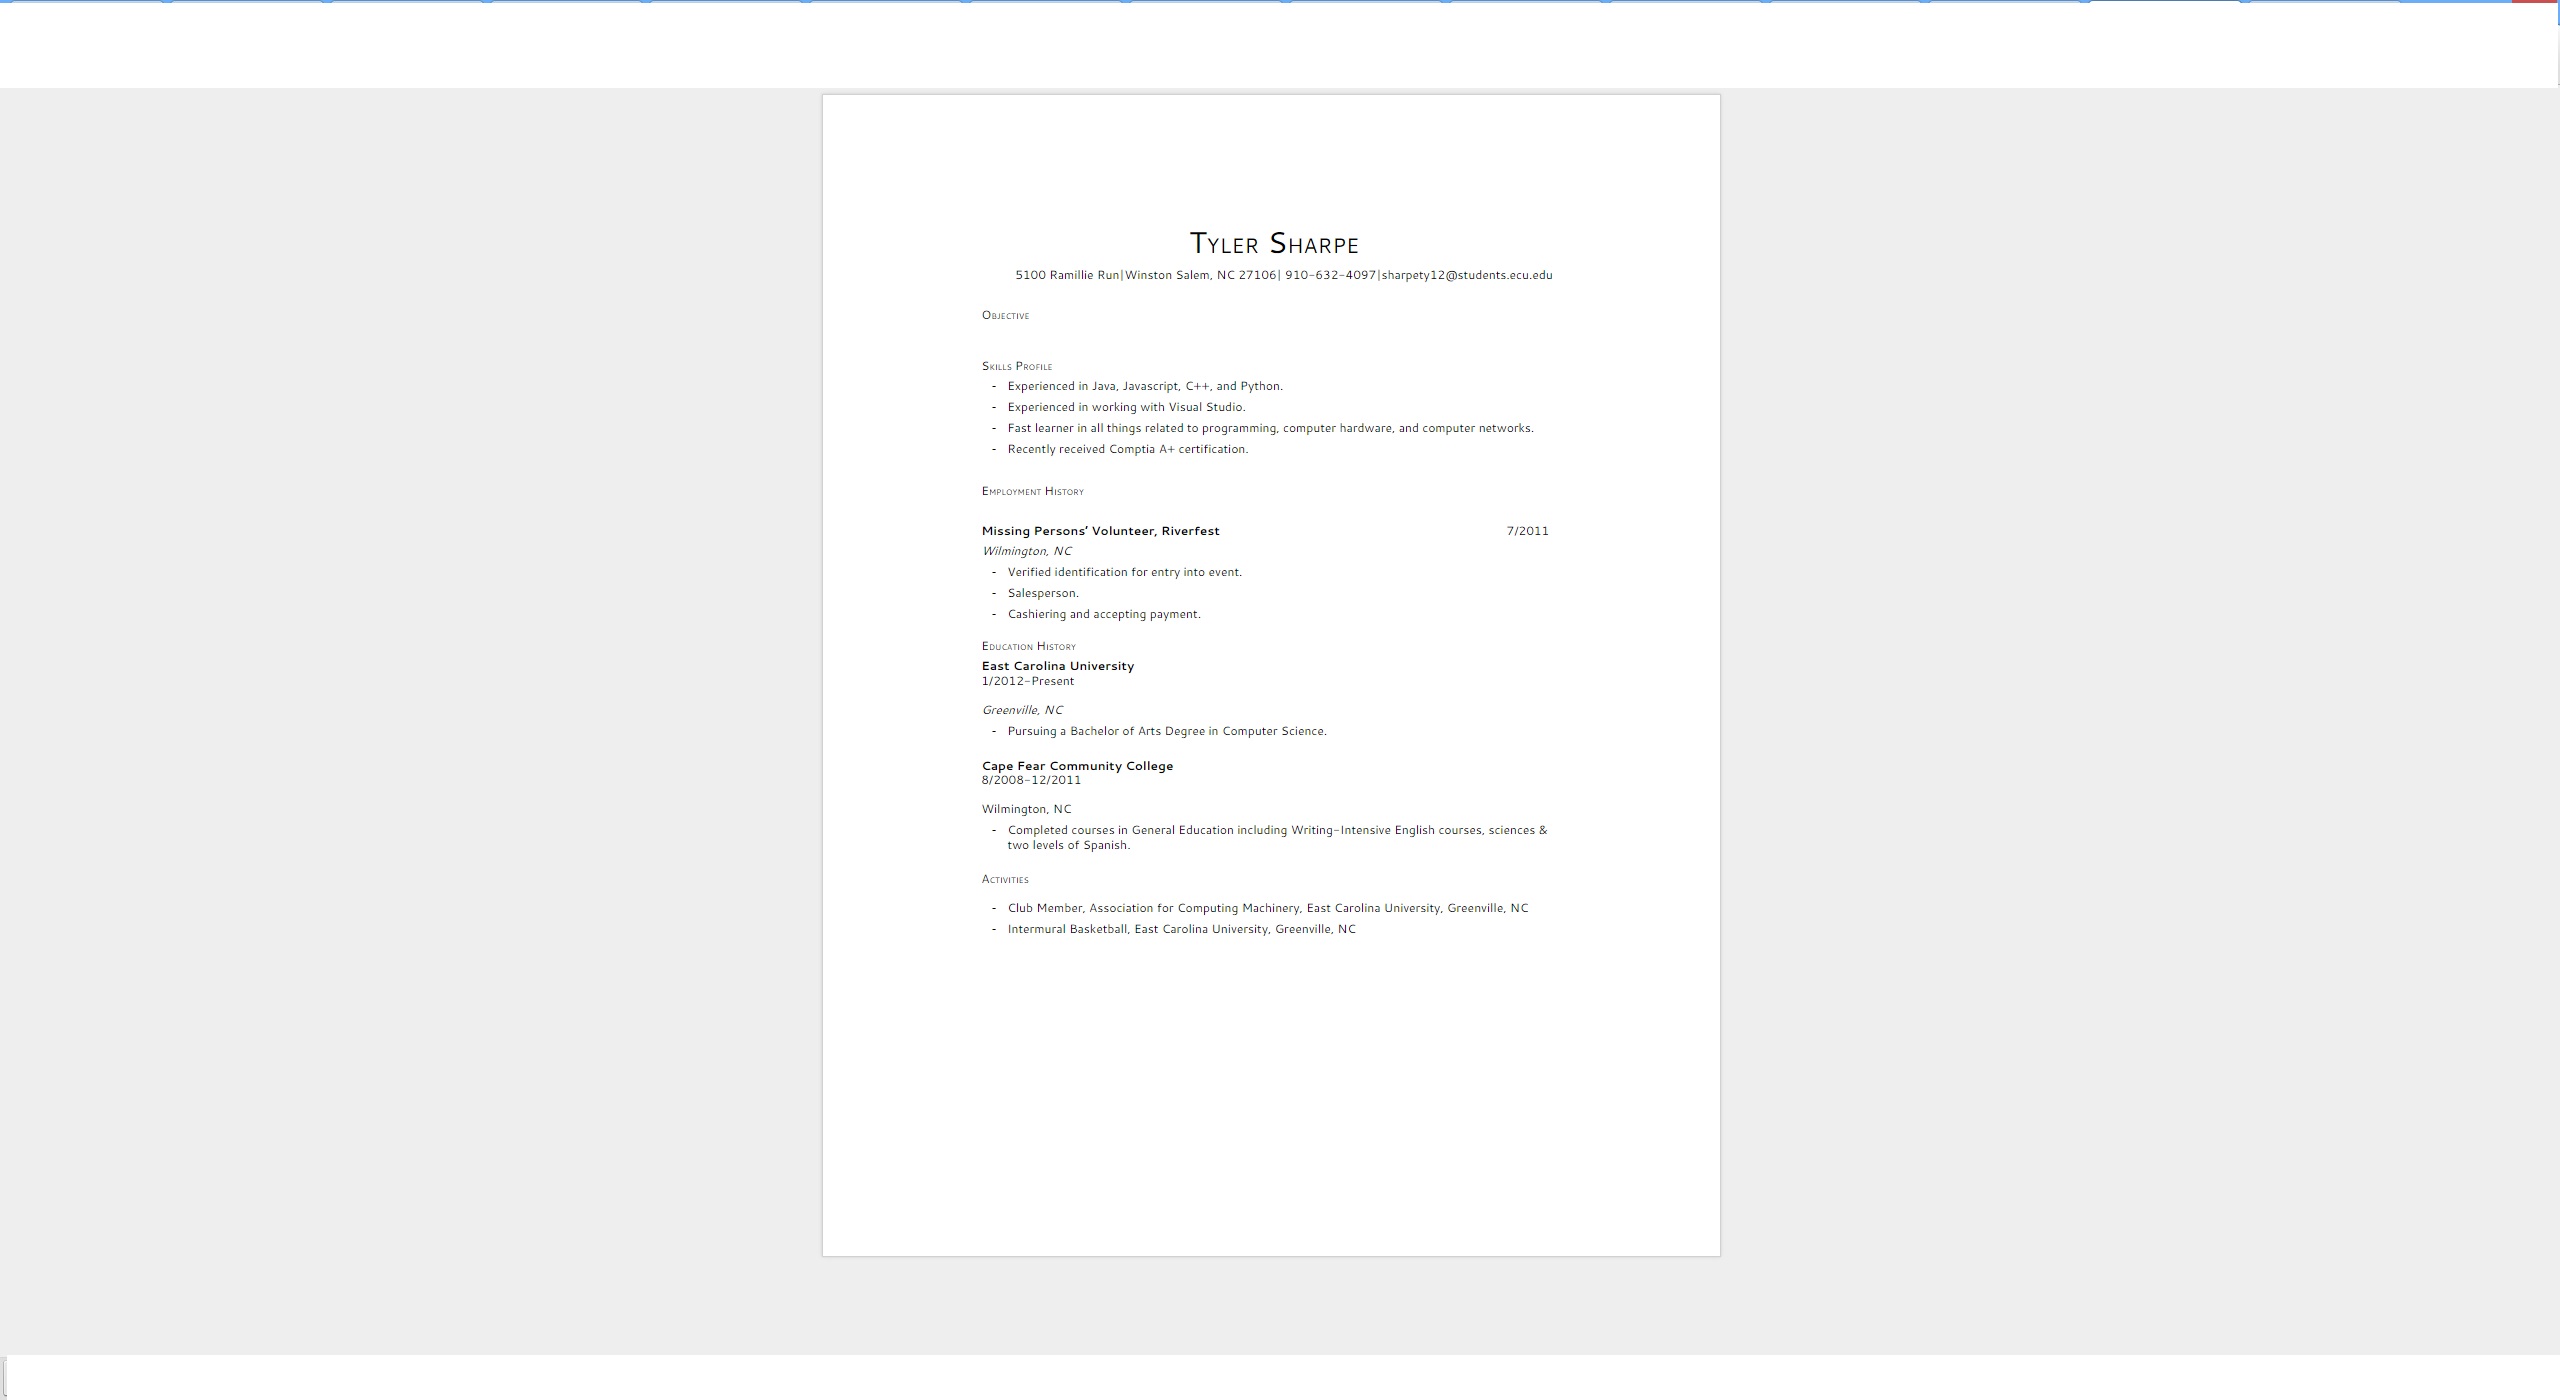 Tyler Sharpe
5100 Ramillie Run|Winston Salem, NC 27106| 910-632-4097|sharpety12@students.ecu.edu
Objective
Skills Profile
- Experienced in Java, Javascript, C++, and Python.
- Experienced in working with Visual Studio.
- Fast learner in all things related to programming, computer hardware, and computer networks.
- Recently received Comptia A+ certification.
Employment History
Missing Persons’ Volunteer, Riverfest 7/2011
Wilmington, NC
- Verified identification for entry into event.
- Salesperson.
- Cashiering and accepting payment.
Education History
East Carolina University
1/2012-Present
Greenville, NC
- Pursuing a Bachelor of Arts Degree in Computer Science.
Cape Fear Community College
8/2008-12/2011
Wilmington, NC
- Completed courses in General Education including Writing-Intensive English courses, sciences &
two levels of Spanish.
Activities
- Club Member, Association for Computing Machinery, East Carolina University, Greenville, NC
- Intermural Basketball, East Carolina University, Greenville, NC